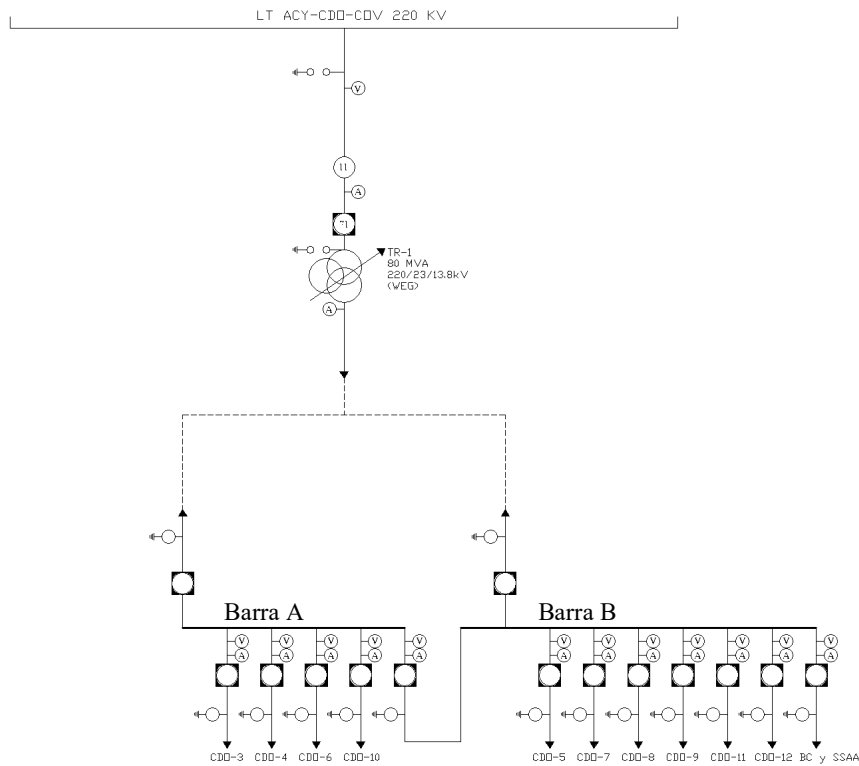 LT ACY-CDO-COV 220 KV
V
11
A
71
TR-1
80 MVA
220/23/13.8kV
(WEG)
A
Barra A
Barra B
V V V V V V V V V V V V
A A A A A A A A A A A A
CDO-3 CDO-4 CDO-6 CDO-10 CDO-5 CDO-7 CDO-8 CDO-9 CDO-11 CDO-12 BC y SSAA